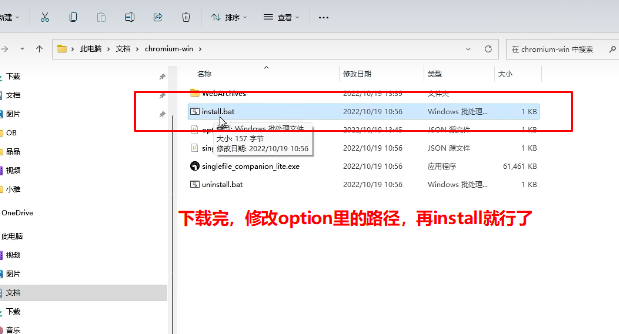 新建
排序
查看
此电脑 > 文档 > chromium-win >
在 chromium-win 中搜索
名称 修改日期 类型 大小
下载
文档
图片
OB
品品
视频
小雅
OneDrive
此电脑
视频
图片
文档
下载
音乐
WebArchives 2022/10/19 13:39 文件夹
install.bat 2022/10/19 10:56 Windows 批处理... 1 KB
opt 2022/10/19 13:45 JSON 源文件 1 KB
类型: Windows 批处理文件
大小: 157 字节
修改日期: 2022/10/19 10:56
sing 2022/10/19 10:56 JSON 源文件 1 KB
singlefile_companion_lite.exe 2022/10/19 10:56 应用程序 61,461 KB
uninstall.bat 2022/10/19 10:56 Windows 批处理... 1 KB
下载完，修改option里的路径，再install就行了